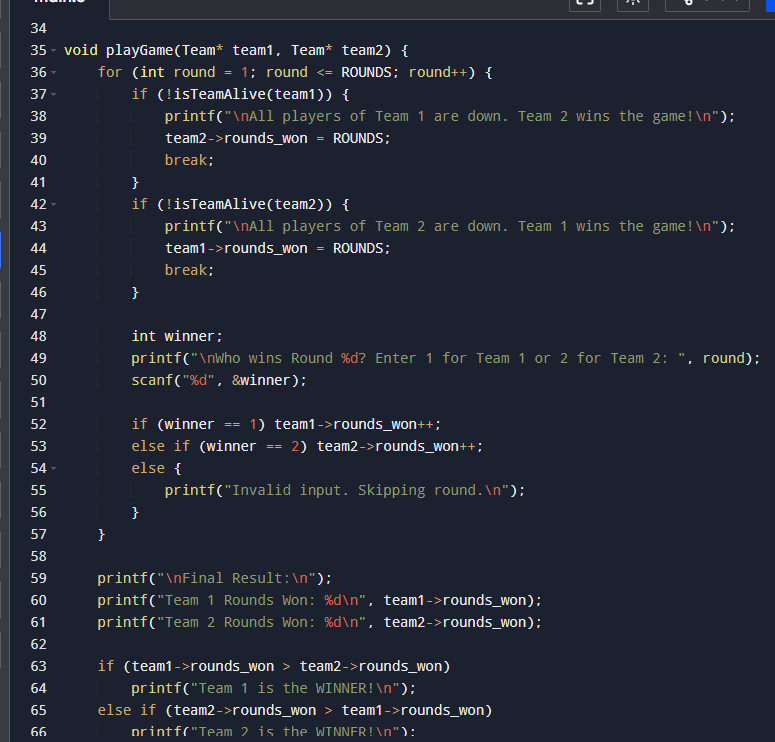 34
35 void playGame(Team* team1, Team* team2) {
36     for (int round = 1; round <= ROUNDS; round++) {
37         if (!isTeamAlive(team1)) {
38             printf("\nAll players of Team 1 are down. Team 2 wins the game!\n");
39             team2->rounds_won = ROUNDS;
40             break;
41         }
42         if (!isTeamAlive(team2)) {
43             printf("\nAll players of Team 2 are down. Team 1 wins the game!\n");
44             team1->rounds_won = ROUNDS;
45             break;
46         }
47
48         int winner;
49         printf("\nWho wins Round %d? Enter 1 for Team 1 or 2 for Team 2: ", round);
50         scanf("%d", &winner);
51
52         if (winner == 1) team1->rounds_won++;
53         else if (winner == 2) team2->rounds_won++;
54         else {
55             printf("Invalid input. Skipping round.\n");
56         }
57     }
58
59     printf("\nFinal Result:\n");
60     printf("Team 1 Rounds Won: %d\n", team1->rounds_won);
61     printf("Team 2 Rounds Won: %d\n", team2->rounds_won);
62
63     if (team1->rounds_won > team2->rounds_won)
64         printf("Team 1 is the WINNER!\n");
65     else if (team2->rounds_won > team1->rounds_won)
66         printf("Team 2 is the WINNER!\n");